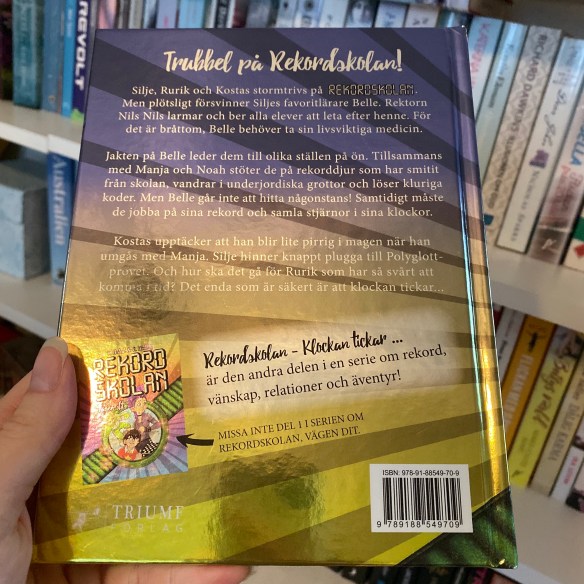 Trubbel på Rekordskolan!
Silje, Rurik och Kostas stormtrivs på REKORDSKOLAN.
Men plötsligt försvinner Siljes favoritlärare Belle. Rektorn
Nils Nils larmar och ber alla elever att leta efter henne. För
det är bråttom, Belle behöver ta sin livsviktiga medicin.
Jakten på Belle leder dem till olika ställen på ön. Tillsammans
med Manja och Noah stöter de på rekorddjur som har smitit
från skolan, vandrar i underjordiska grottor och löser kluriga
koder. Men Belle går inte att hitta någonstans! Samtidigt måste
de jobba på sina rekord och samla stjärnor i sina klockor.
Kostas upptäcker att han blir lite pirrig i magen när han
umgås med Manja. Silje hinner knappt plugga till Polyglott-
provet. Och hur ska det gå för Rurik som har så svårt att
komma i tid? Det enda som är säkert är att klockan tickar...
Rekordskolan – Klockan tickar ...
är den andra delen i en serie om rekord,
vänskap, relationer och äventyr!
REKORD
SKOLAN
MISSA INTE DEL 1 I SERIEN OM
REKORDSKOLAN, VÄGEN DIT.
TRIUMF
FÖRLAG
ISBN: 978-91-88549-70-9
9789188549709
Australien